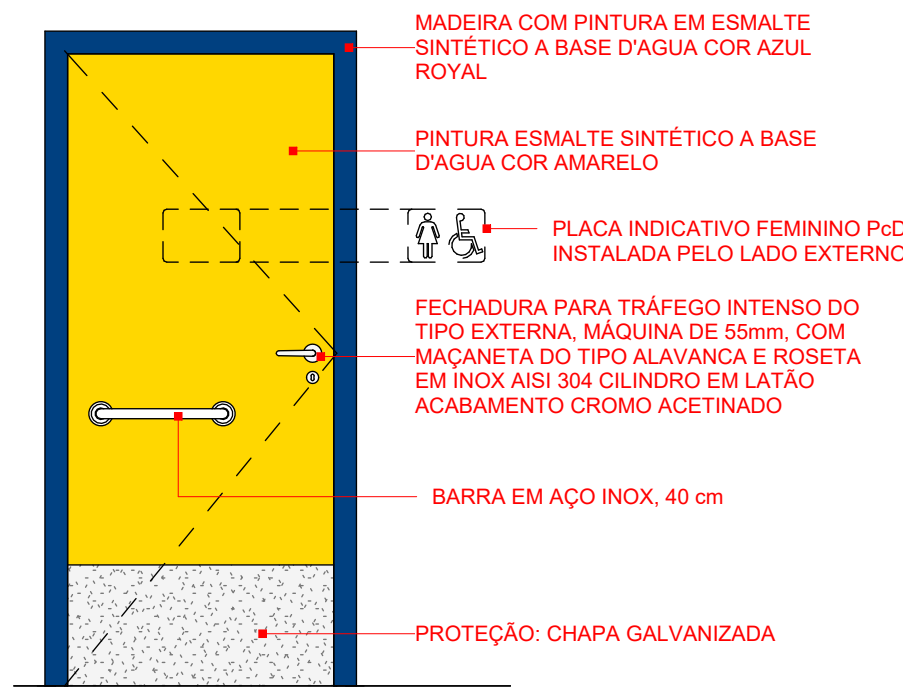 MADEIRA COM PINTURA EM ESMALTE
SINTÉTICO A BASE D'AGUA COR AZUL
ROYAL
PINTURA ESMALTE SINTÉTICO A BASE
D'AGUA COR AMARELO
PLACA INDICATIVO FEMININO PcD
INSTALADA PELO LADO EXTERNO
FECHADURA PARA TRÁFEGO INTENSO DO
TIPO EXTERNA, MÁQUINA DE 55mm, COM
MAÇANETA DO TIPO ALAVANCA E ROSETA
EM INOX AISI 304 CILINDRO EM LATÃO
ACABAMENTO CROMO ACETINADO
BARRA EM AÇO INOX, 40 cm
PROTEÇÃO: CHAPA GALVANIZADA